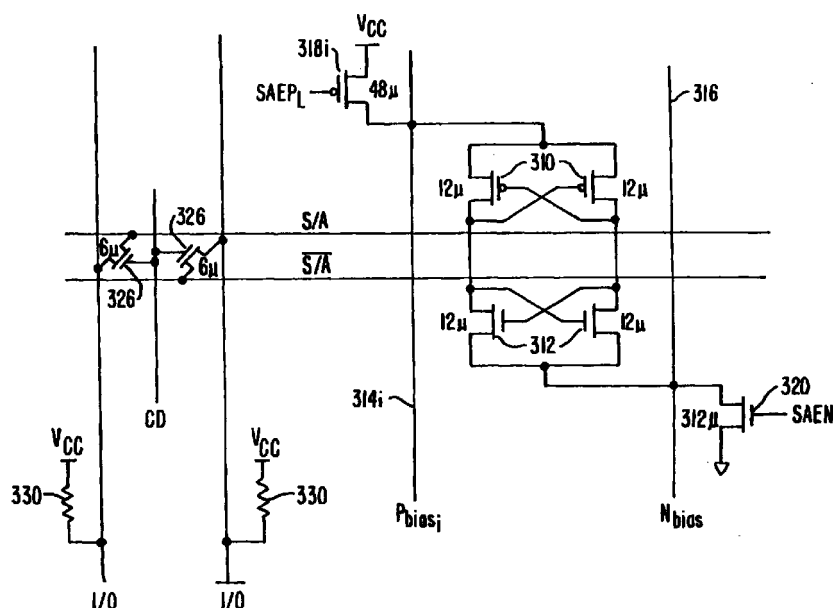 V_CC
318i
SAEP_L
48μ
316
310
12μ
12μ
326
S/A
6μ
S̅/̅A̅
6μ
326
12μ
312
12μ
320
314i
312μ
SAEN
CD
V_CC
V_CC
330
330
P_bias_i
N_bias
I/O
I̅/̅O̅